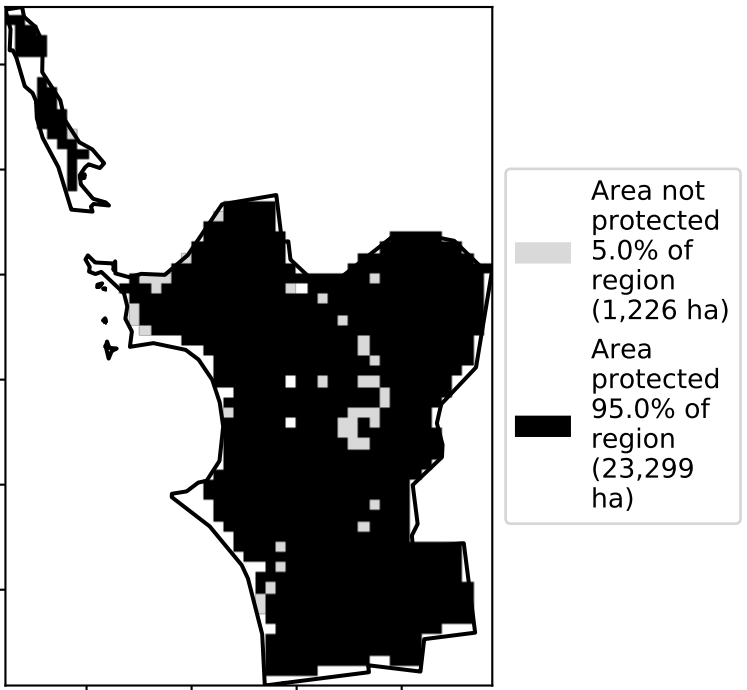 Area not
protected
5.0% of
region
(1,226 ha)
Area
protected
95.0% of
region
(23,299
ha)